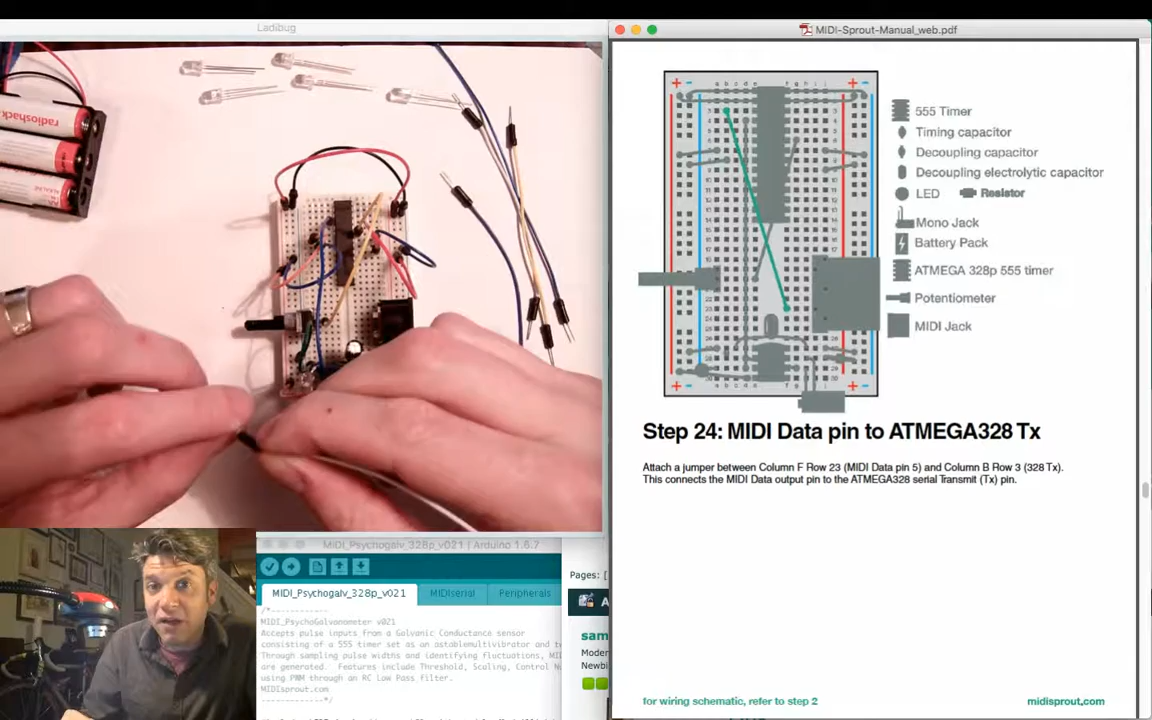 Ladibug
MIDI-Sprout-Manual_web.pdf
radioshack
555 Timer
Timing capacitor
Decoupling capacitor
Decoupling electrolytic capacitor
LED
Resistor
Mono Jack
Battery Pack
ATMEGA 328p 555 timer
Potentiometer
MIDI Jack
Step 24: MIDI Data pin to ATMEGA328 Tx
Attach a jumper between Column F Row 23 (MIDI Data pin 5) and Column B Row 3 (328 Tx).
This connects the MIDI Data output pin to the ATMEGA328 serial Transmit (Tx) pin.
for wiring schematic, refer to step 2
midisprout.com
MIDI_Psychogalv_328p_v021 | Arduino 1.6.7
MIDI_Psychogalv_328p_v021
MIDIserial
Peripherals
/*------------
MIDI_PsychoGalvanometer v021
Accepts pulse inputs from a Galvanic Conductance sensor
consisting of a 555 timer set as an astablemultivibrator and tw
Through sampling pulse widths and identifying fluctuations, MID
are generated. Features include Threshold, Scaling, Control Nu
using PWM through an RC Low Pass filter.
MIDIsprout.com
-------------*/
Pages: [
A
sam
Moder
Newbi